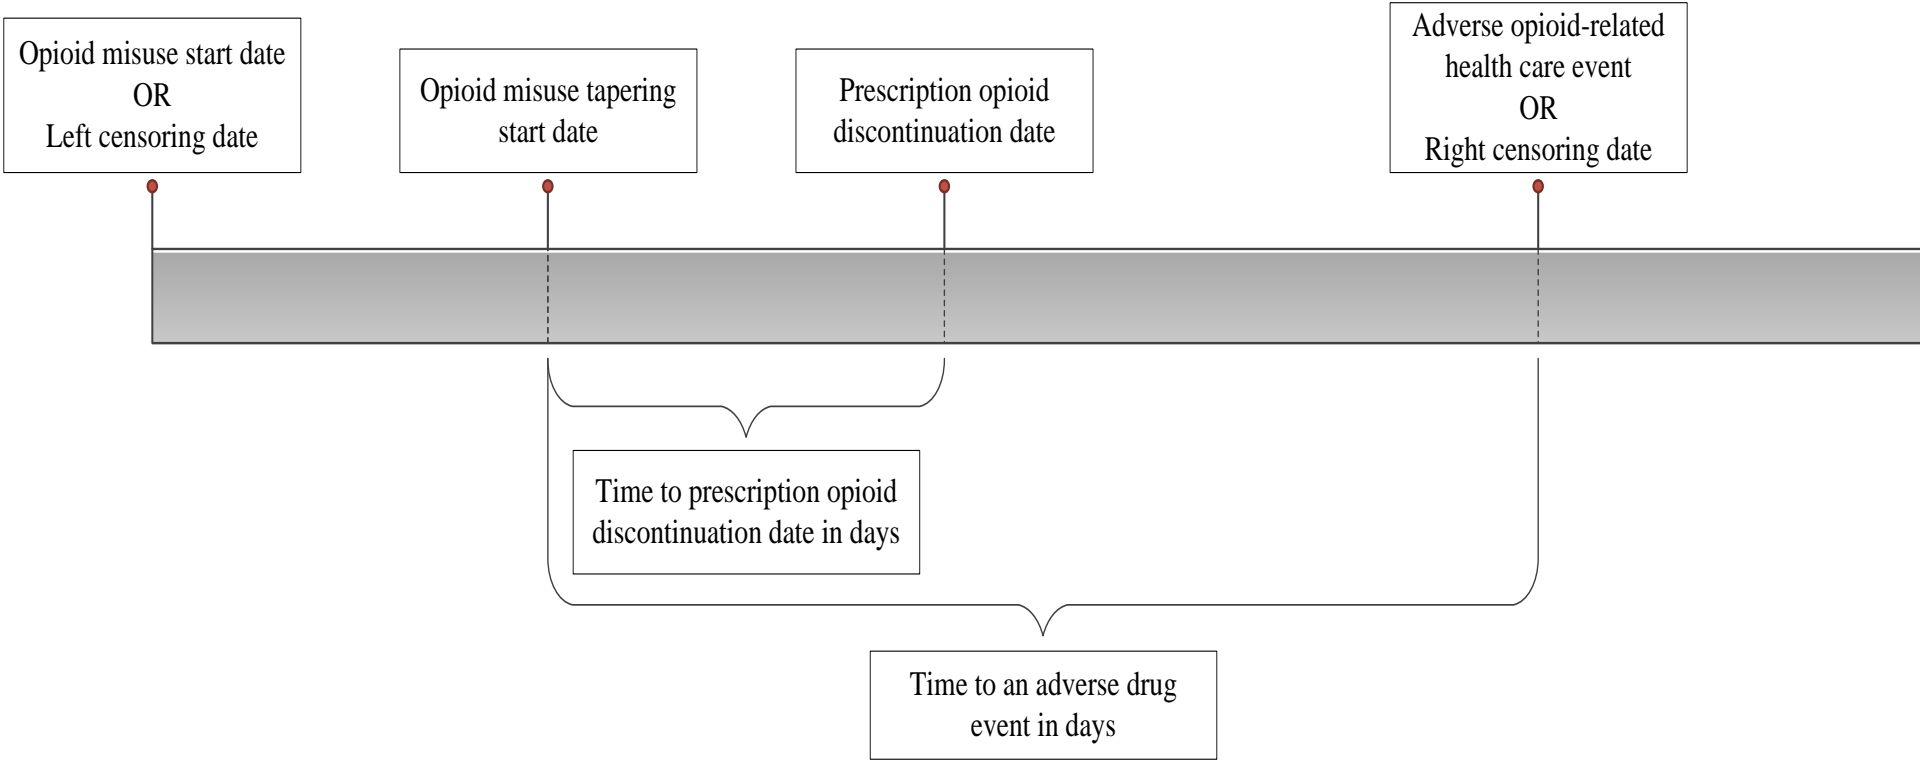 Opioid misuse start date
OR
Left censoring date
Opioid misuse tapering
start date
Prescription opioid
discontinuation date
Adverse opioid-related
health care event
OR
Right censoring date
Time to prescription opioid
discontinuation date in days
Time to an adverse drug
event in days